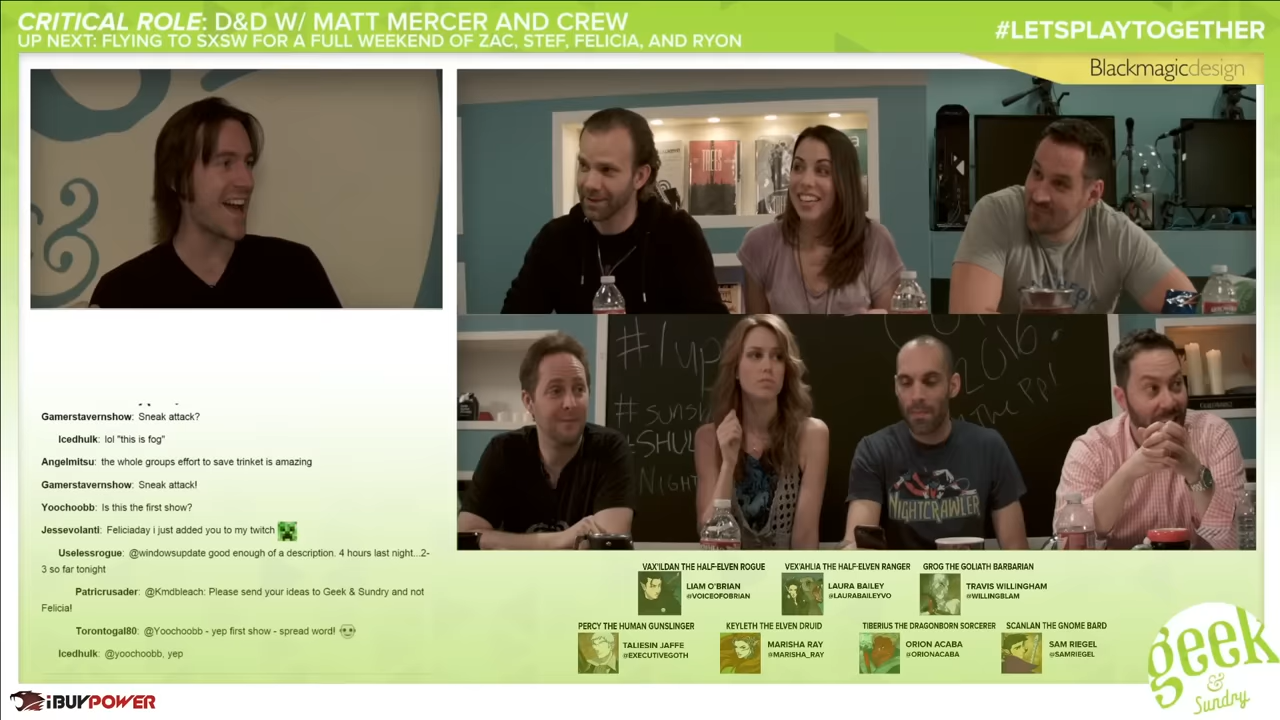 CRITICAL ROLE: D&D W/ MATT MERCER AND CREW
UP NEXT: FLYING TO SXSW FOR A FULL WEEKEND OF ZAC, STEF, FELICIA, AND RYON
#LETSPLAYTOGETHER
Blackmagicdesign
TREES
#1up
2016.
#suns
#SHUL
NIGHT
NIGHTCRAWLER
Gamerstavernshow: Sneak attack?
Icedhulk: lol "this is fog"
Angelmitsu: the whole groups effort to save trinket is amazing
Gamerstavernshow: Sneak attack!
Yoochoobb: Is this the first show?
Jessevolanti: Feliciaday i just added you to my twitch
Uselessrogue: @windowsupdate good enough of a description. 4 hours last night...2-
3 so far tonight
Patricrusader: @Kmdbleach: Please send your ideas to Geek & Sundry and not
Felicia!
Torontogal80: @Yoochoobb - yep first show - spread word!
Icedhulk: @yoochoobb, yep
VAX'ILDAN THE HALF-ELVEN ROGUE
LIAM O'BRIAN
@VOICEOFOBRIAN
VEX'AHLIA THE HALF-ELVEN RANGER
LAURA BAILEY
@LAURABAILEYVO
GROG THE GOLIATH BARBARIAN
TRAVIS WILLINGHAM
@WILLINGBLAM
PERCY THE HUMAN GUNSLINGER
TALIESIN JAFFE
@EXECUTIVEGOTH
KEYLETH THE ELVEN DRUID
MARISHA RAY
@MARISHA_RAY
TIBERIUS THE DRAGONBORN SORCERER
ORION ACABA
@ORIONACABA
SCANLAN THE GNOME BARD
SAM RIEGEL
@SAMRIEGEL
geek
&
Sundry
iBUYPOWER